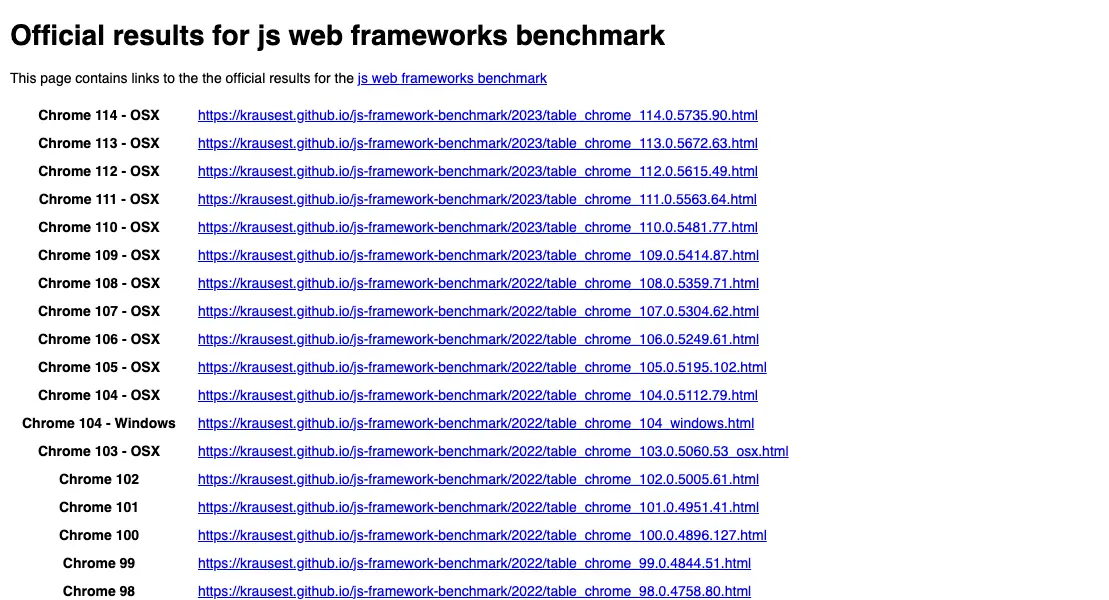 Official results for js web frameworks benchmark
This page contains links to the the official results for the js web frameworks benchmark
Chrome 114 - OSX https://krausest.github.io/js-framework-benchmark/2023/table_chrome_114.0.5735.90.html
Chrome 113 - OSX https://krausest.github.io/js-framework-benchmark/2023/table_chrome_113.0.5672.63.html
Chrome 112 - OSX https://krausest.github.io/js-framework-benchmark/2023/table_chrome_112.0.5615.49.html
Chrome 111 - OSX https://krausest.github.io/js-framework-benchmark/2023/table_chrome_111.0.5563.64.html
Chrome 110 - OSX https://krausest.github.io/js-framework-benchmark/2023/table_chrome_110.0.5481.77.html
Chrome 109 - OSX https://krausest.github.io/js-framework-benchmark/2023/table_chrome_109.0.5414.87.html
Chrome 108 - OSX https://krausest.github.io/js-framework-benchmark/2022/table_chrome_108.0.5359.71.html
Chrome 107 - OSX https://krausest.github.io/js-framework-benchmark/2022/table_chrome_107.0.5304.62.html
Chrome 106 - OSX https://krausest.github.io/js-framework-benchmark/2022/table_chrome_106.0.5249.61.html
Chrome 105 - OSX https://krausest.github.io/js-framework-benchmark/2022/table_chrome_105.0.5195.102.html
Chrome 104 - OSX https://krausest.github.io/js-framework-benchmark/2022/table_chrome_104.0.5112.79.html
Chrome 104 - Windows https://krausest.github.io/js-framework-benchmark/2022/table_chrome_104_windows.html
Chrome 103 - OSX https://krausest.github.io/js-framework-benchmark/2022/table_chrome_103.0.5060.53_osx.html
Chrome 102 https://krausest.github.io/js-framework-benchmark/2022/table_chrome_102.0.5005.61.html
Chrome 101 https://krausest.github.io/js-framework-benchmark/2022/table_chrome_101.0.4951.41.html
Chrome 100 https://krausest.github.io/js-framework-benchmark/2022/table_chrome_100.0.4896.127.html
Chrome 99 https://krausest.github.io/js-framework-benchmark/2022/table_chrome_99.0.4844.51.html
Chrome 98 https://krausest.github.io/js-framework-benchmark/2022/table_chrome_98.0.4758.80.html